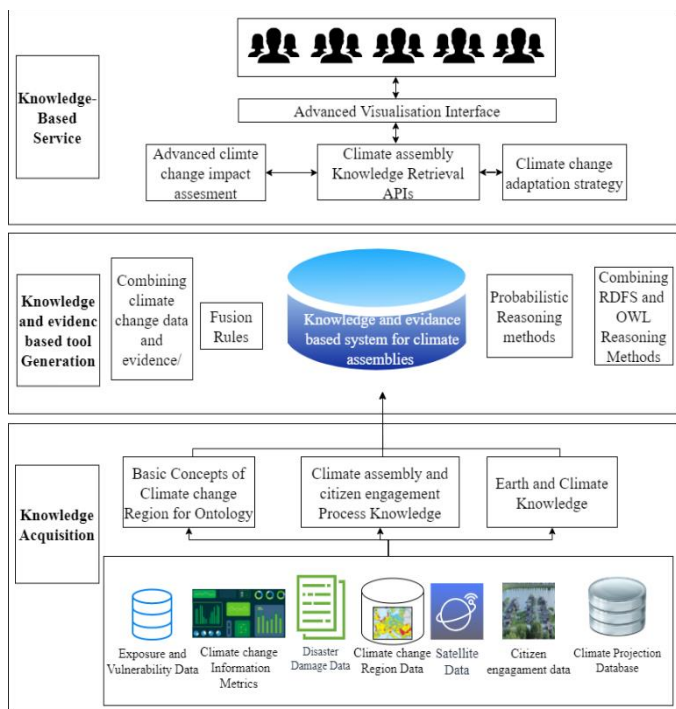 Knowledge-
Based
Service
Advanced Visualisation Interface
Advanced climte
change impact
assesment
Climate assembly
Knowledge Retrieval
APIs
Climate change
adaptation strategy
Knowledge
and evidenc
based tool
Generation
Combining
climate
change data
and
evidence/
Fusion
Rules
Knowledge and evidance
based system for climate
assemblies
Probabilistic
Reasoning
methods
Combining
RDFS and
OWL
Reasoning
Methods
Knowledge
Acquisition
Basic Concepts of
Climate change
Region for Ontology
Climate assembly and
citizen engagement
Process Knowledge
Earth and Climate
Knowledge
Exposure and
Vulnerability Data
Climate change
Information
Metrics
Disaster
Damage Data
Climate change
Region Data
Satellite
Data
Citizen
engagament data
Climate Projection
Database